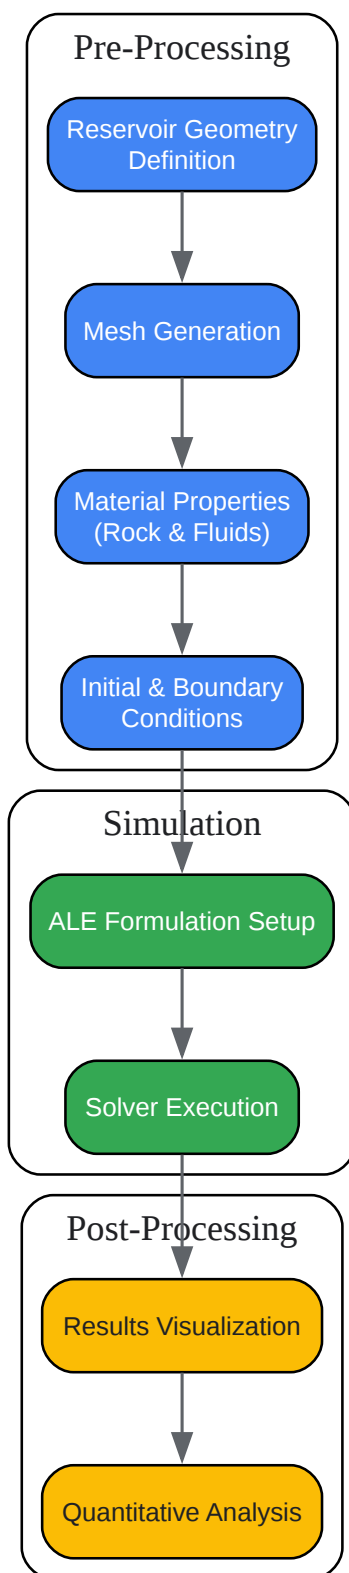 Pre-Processing
Reservoir Geometry
Definition
Mesh Generation
Material Properties
(Rock & Fluids)
Initial & Boundary
Conditions
Simulation
ALE Formulation Setup
Solver Execution
Post-Processing
Results Visualization
Quantitative Analysis